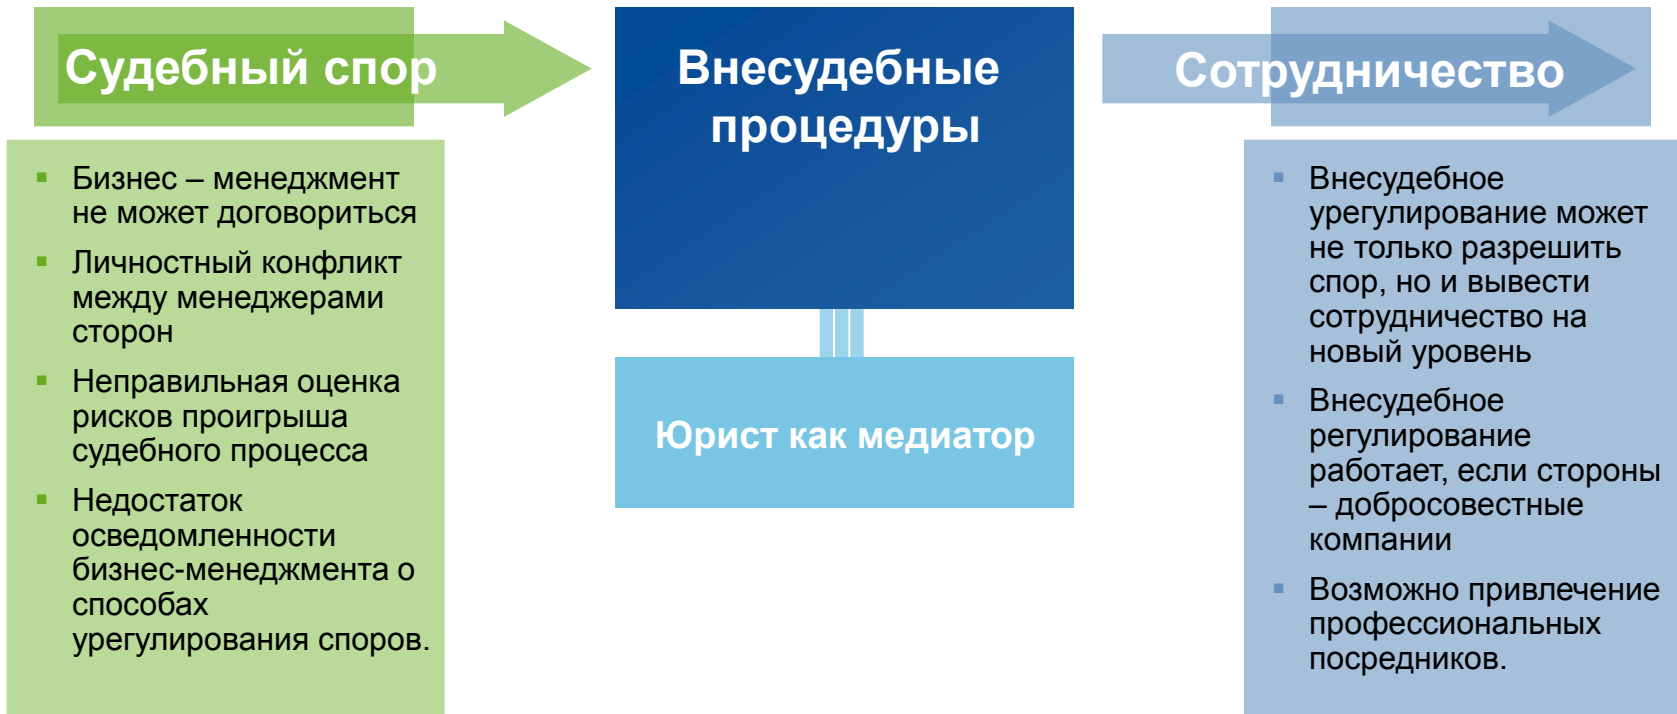 Судебный спор
Бизнес – менеджмент
не может договориться
Личностный конфликт
между менеджерами
сторон
Неправильная оценка
рисков проигрыша
судебного процесса
Недостаток
осведомленности
бизнес-менеджмента о
способах
урегулирования споров.
Внесудебные
процедуры
Юрист как медиатор
Сотрудничество
Внесудебное
урегулирование может
не только разрешить
спор, но и вывести
сотрудничество на
новый уровень
Внесудебное
регулирование
работает, если стороны
– добросовестные
компании
Возможно привлечение
профессиональных
посредников.